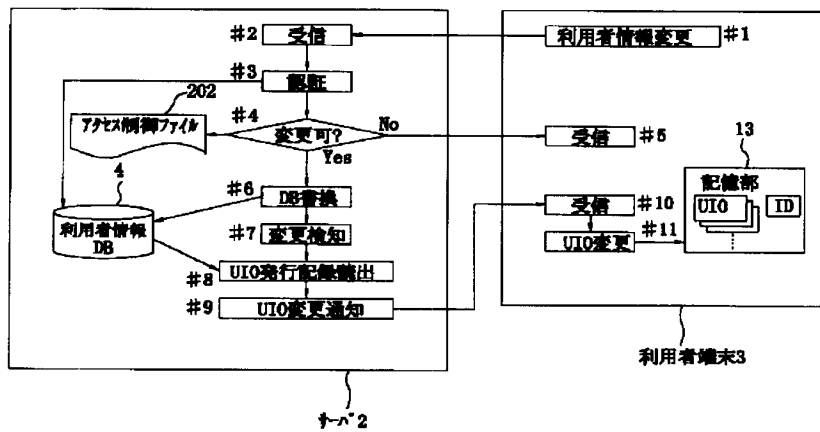 #2 受信
利用者情報変更 #1
#3 認証
202
アクセス制御ファイル
#4 変更可?
No
Yes
受信 #5
13
記憶部
UIO ID
4
利用者情報
DB
#6 DB書換
#7 変更検知
#8 UIO発行記録読出
#9 UIO変更通知
受信 #10
UIO変更 #11
利用者端末3
サーバ2